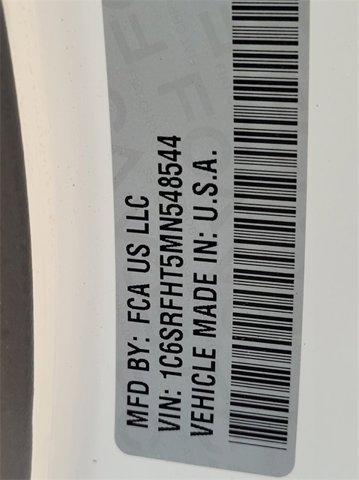 MFD BY: FCA US LLC
VIN: 1C6SRFHT5MN548544
VEHICLE MADE IN: U.S.A.